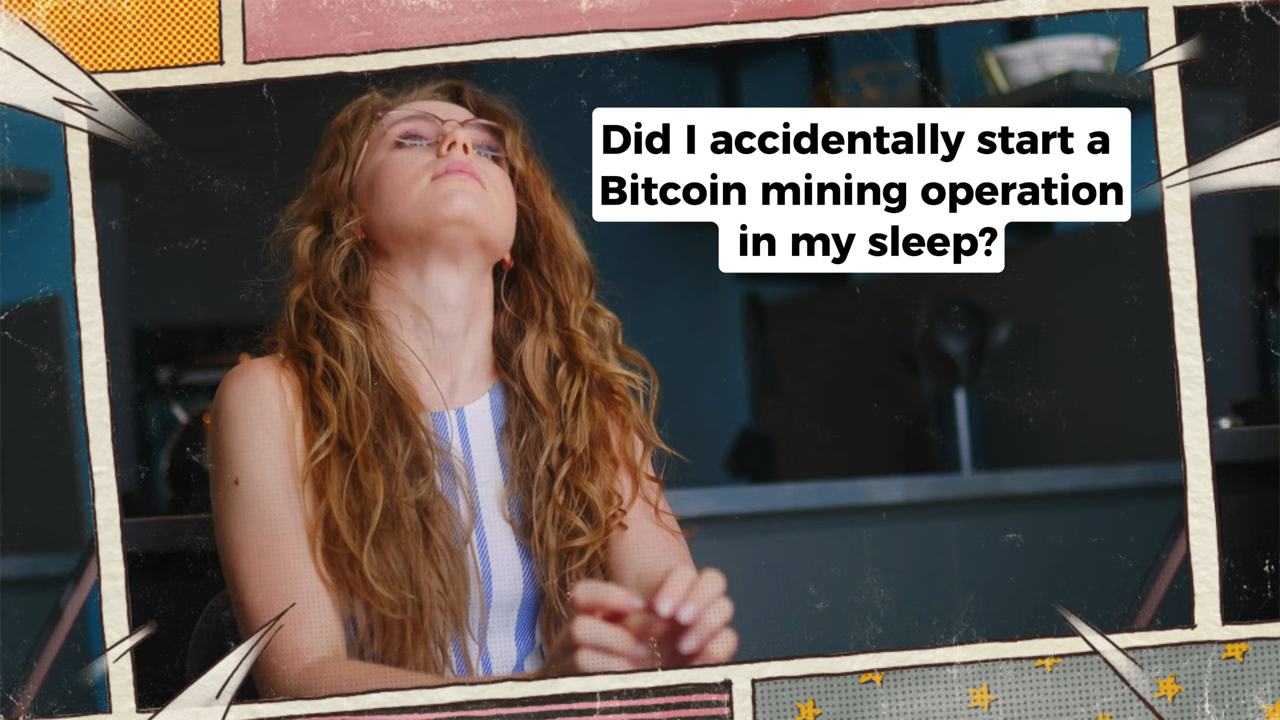 Did I accidentally start a
Bitcoin mining operation
in my sleep?